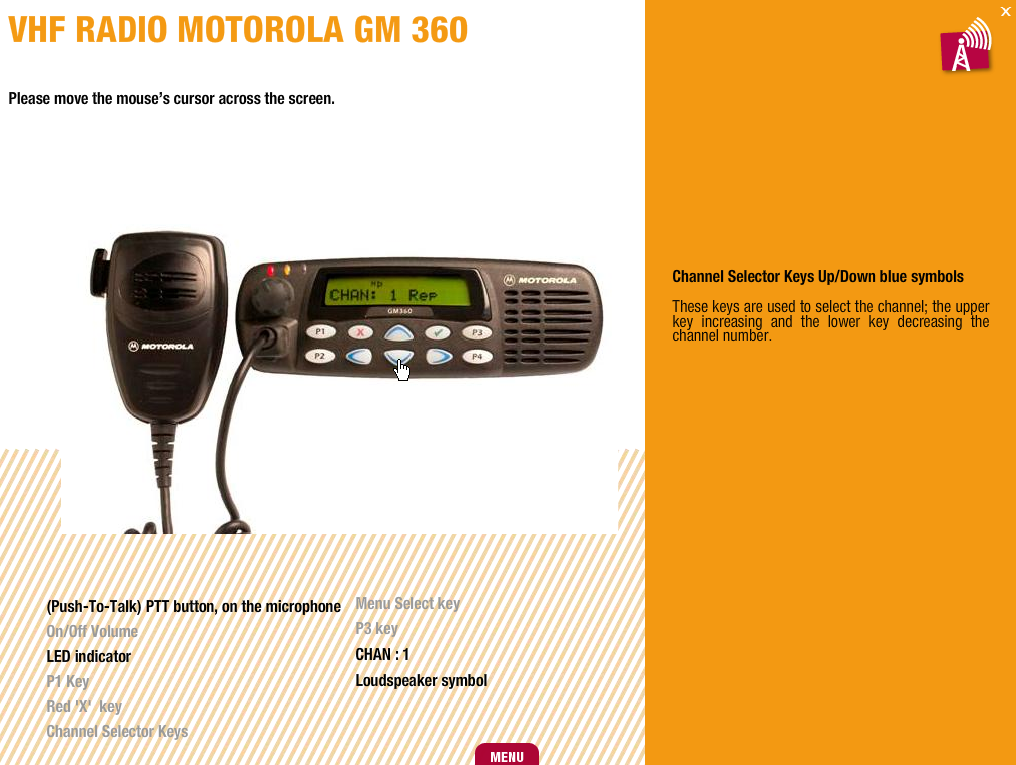 VHF RADIO MOTOROLA GM 360
X
Please move the mouse's cursor across the screen.
MOTOROLA
CHAN: 1 Rep
GM360
MOTOROLA
P1 X P3
P2 P4
Channel Selector Keys Up/Down blue symbols
These keys are used to select the channel; the upper
key increasing and the lower key decreasing the
channel number.
(Push-To-Talk) PTT button, on the microphone
On/Off Volume
LED indicator
P1 Key
Red 'X'  key
Channel Selector Keys
Menu Select key
P3 key
CHAN : 1
Loudspeaker symbol
MENU